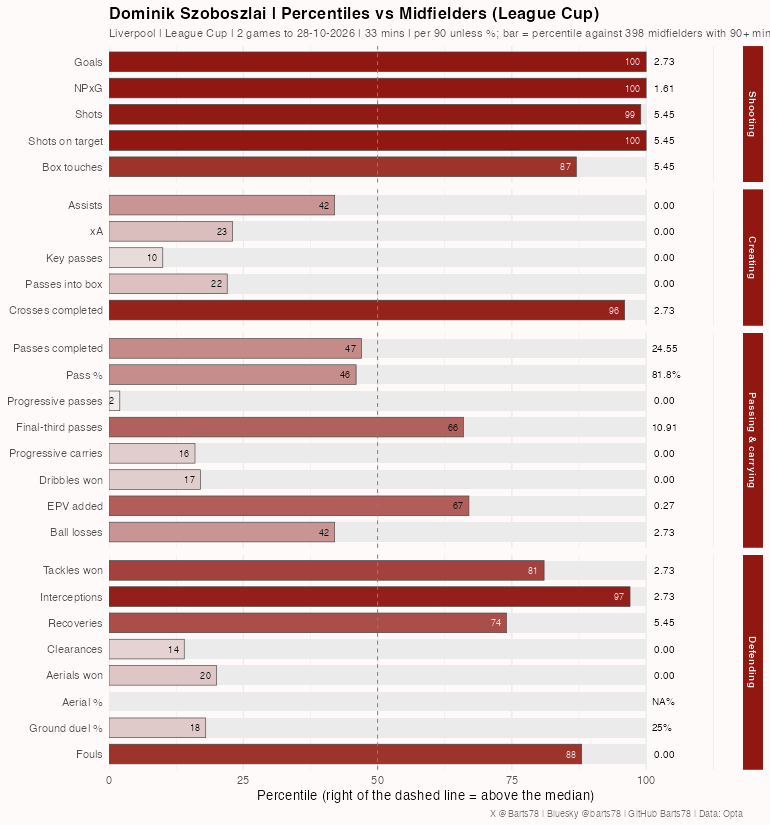 Dominik Szoboszlai | Percentiles vs Midfielders (League Cup)
Liverpool | League Cup | 2 games to 28-10-2026 | 33 mins | per 90 unless %; bar = percentile against 398 midfielders with 90+ min
Goals 100 2.73
NPxG 100 1.61
Shots 99 5.45
Shots on target 100 5.45
Box touches 87 5.45
Shooting
Assists 42 0.00
xA 23 0.00
Key passes 10 0.00
Passes into box 22 0.00
Crosses completed 96 2.73
Creating
Passes completed 47 24.55
Pass % 46 81.8%
Progressive passes 2 0.00
Final-third passes 66 10.91
Progressive carries 16 0.00
Dribbles won 17 0.00
EPV added 67 0.27
Ball losses 42 2.73
Passing & carrying
Tackles won 81 2.73
Interceptions 97 2.73
Recoveries 74 5.45
Clearances 14 0.00
Aerials won 20 0.00
Aerial % NA%
Ground duel % 18 25%
Fouls 88 0.00
Defending
0 25 50 75 100
Percentile (right of the dashed line = above the median)
X @Barts78 | Bluesky @barts78 | GitHub Barts78 | Data: Opta